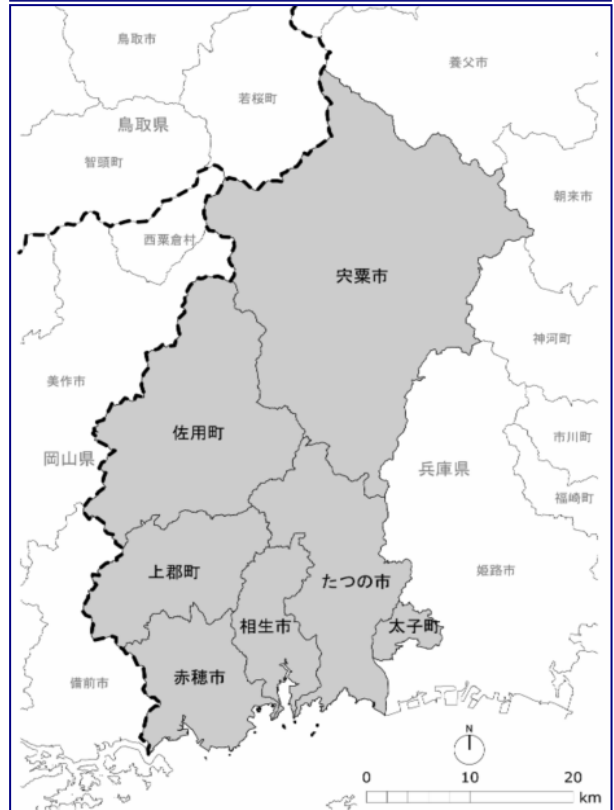 鳥取市
養父市
若桜町
鳥取県
智頭町
朝来市
西粟倉村
宍粟市
神河町
美作市
佐用町
市川町
岡山県
兵庫県
福崎町
上郡町
たつの市
姫路市
相生市
太子町
赤穂市
備前市
N
0 10 20
km